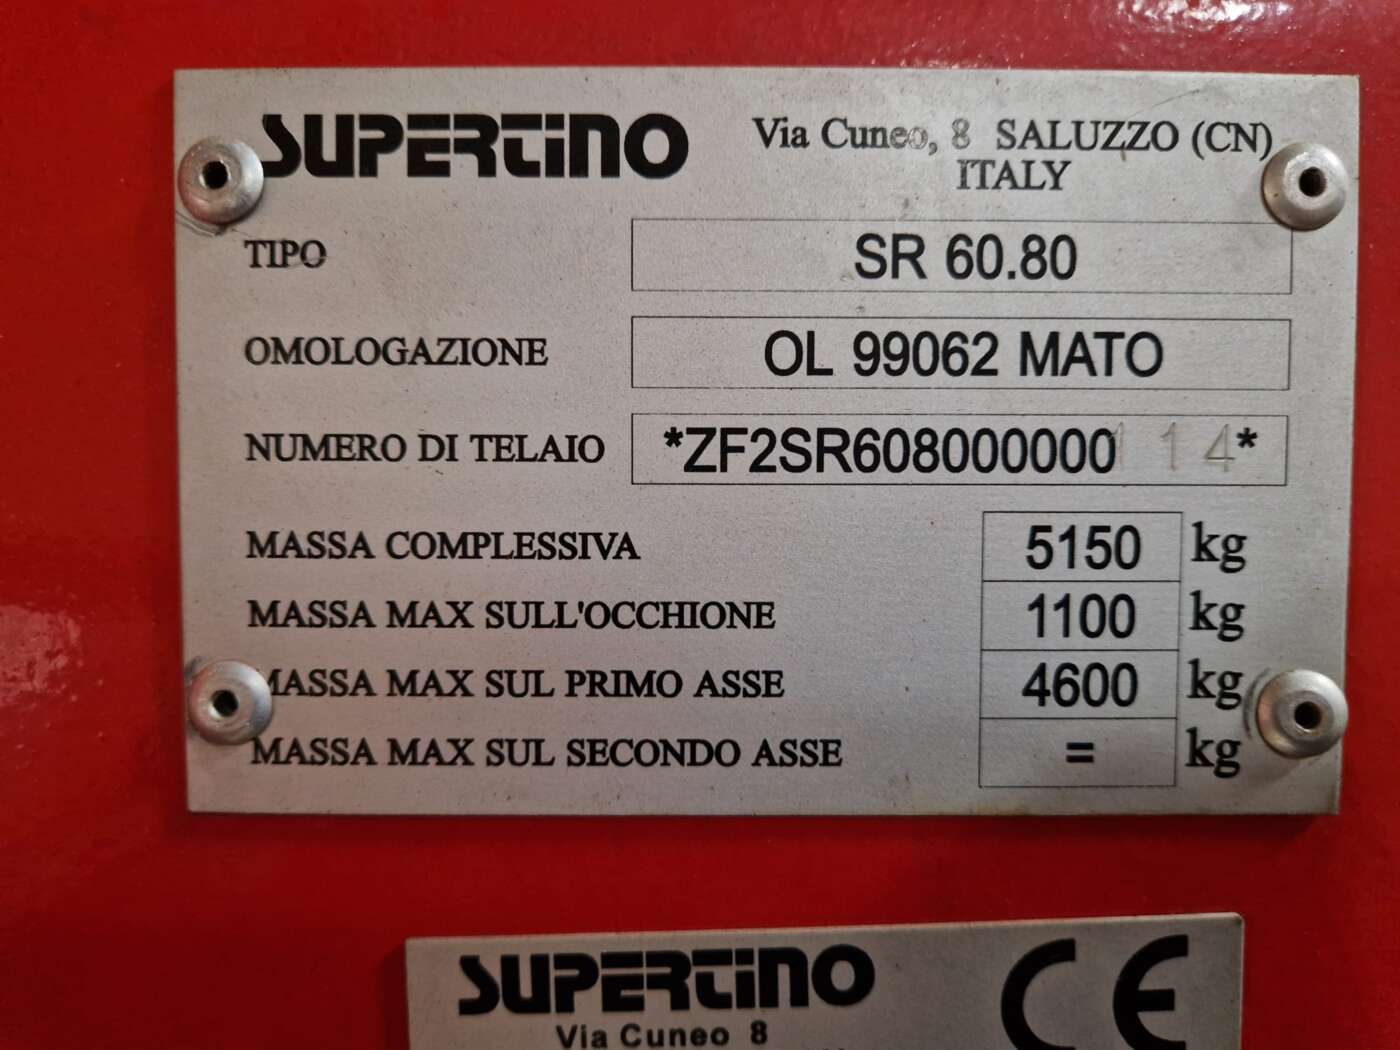 SUPERTINO
Via Cuneo, 8 SALUZZO (CN)
ITALY
TIPO SR 60.80
OMOLOGAZIONE OL 99062 MATO
NUMERO DI TELAIO *ZF2SR608000000114*
MASSA COMPLESSIVA 5150 kg
MASSA MAX SULL'OCCHIONE 1100 kg
MASSA MAX SUL PRIMO ASSE 4600 kg
MASSA MAX SUL SECONDO ASSE = kg
SUPERTINO CE
Via Cuneo 8